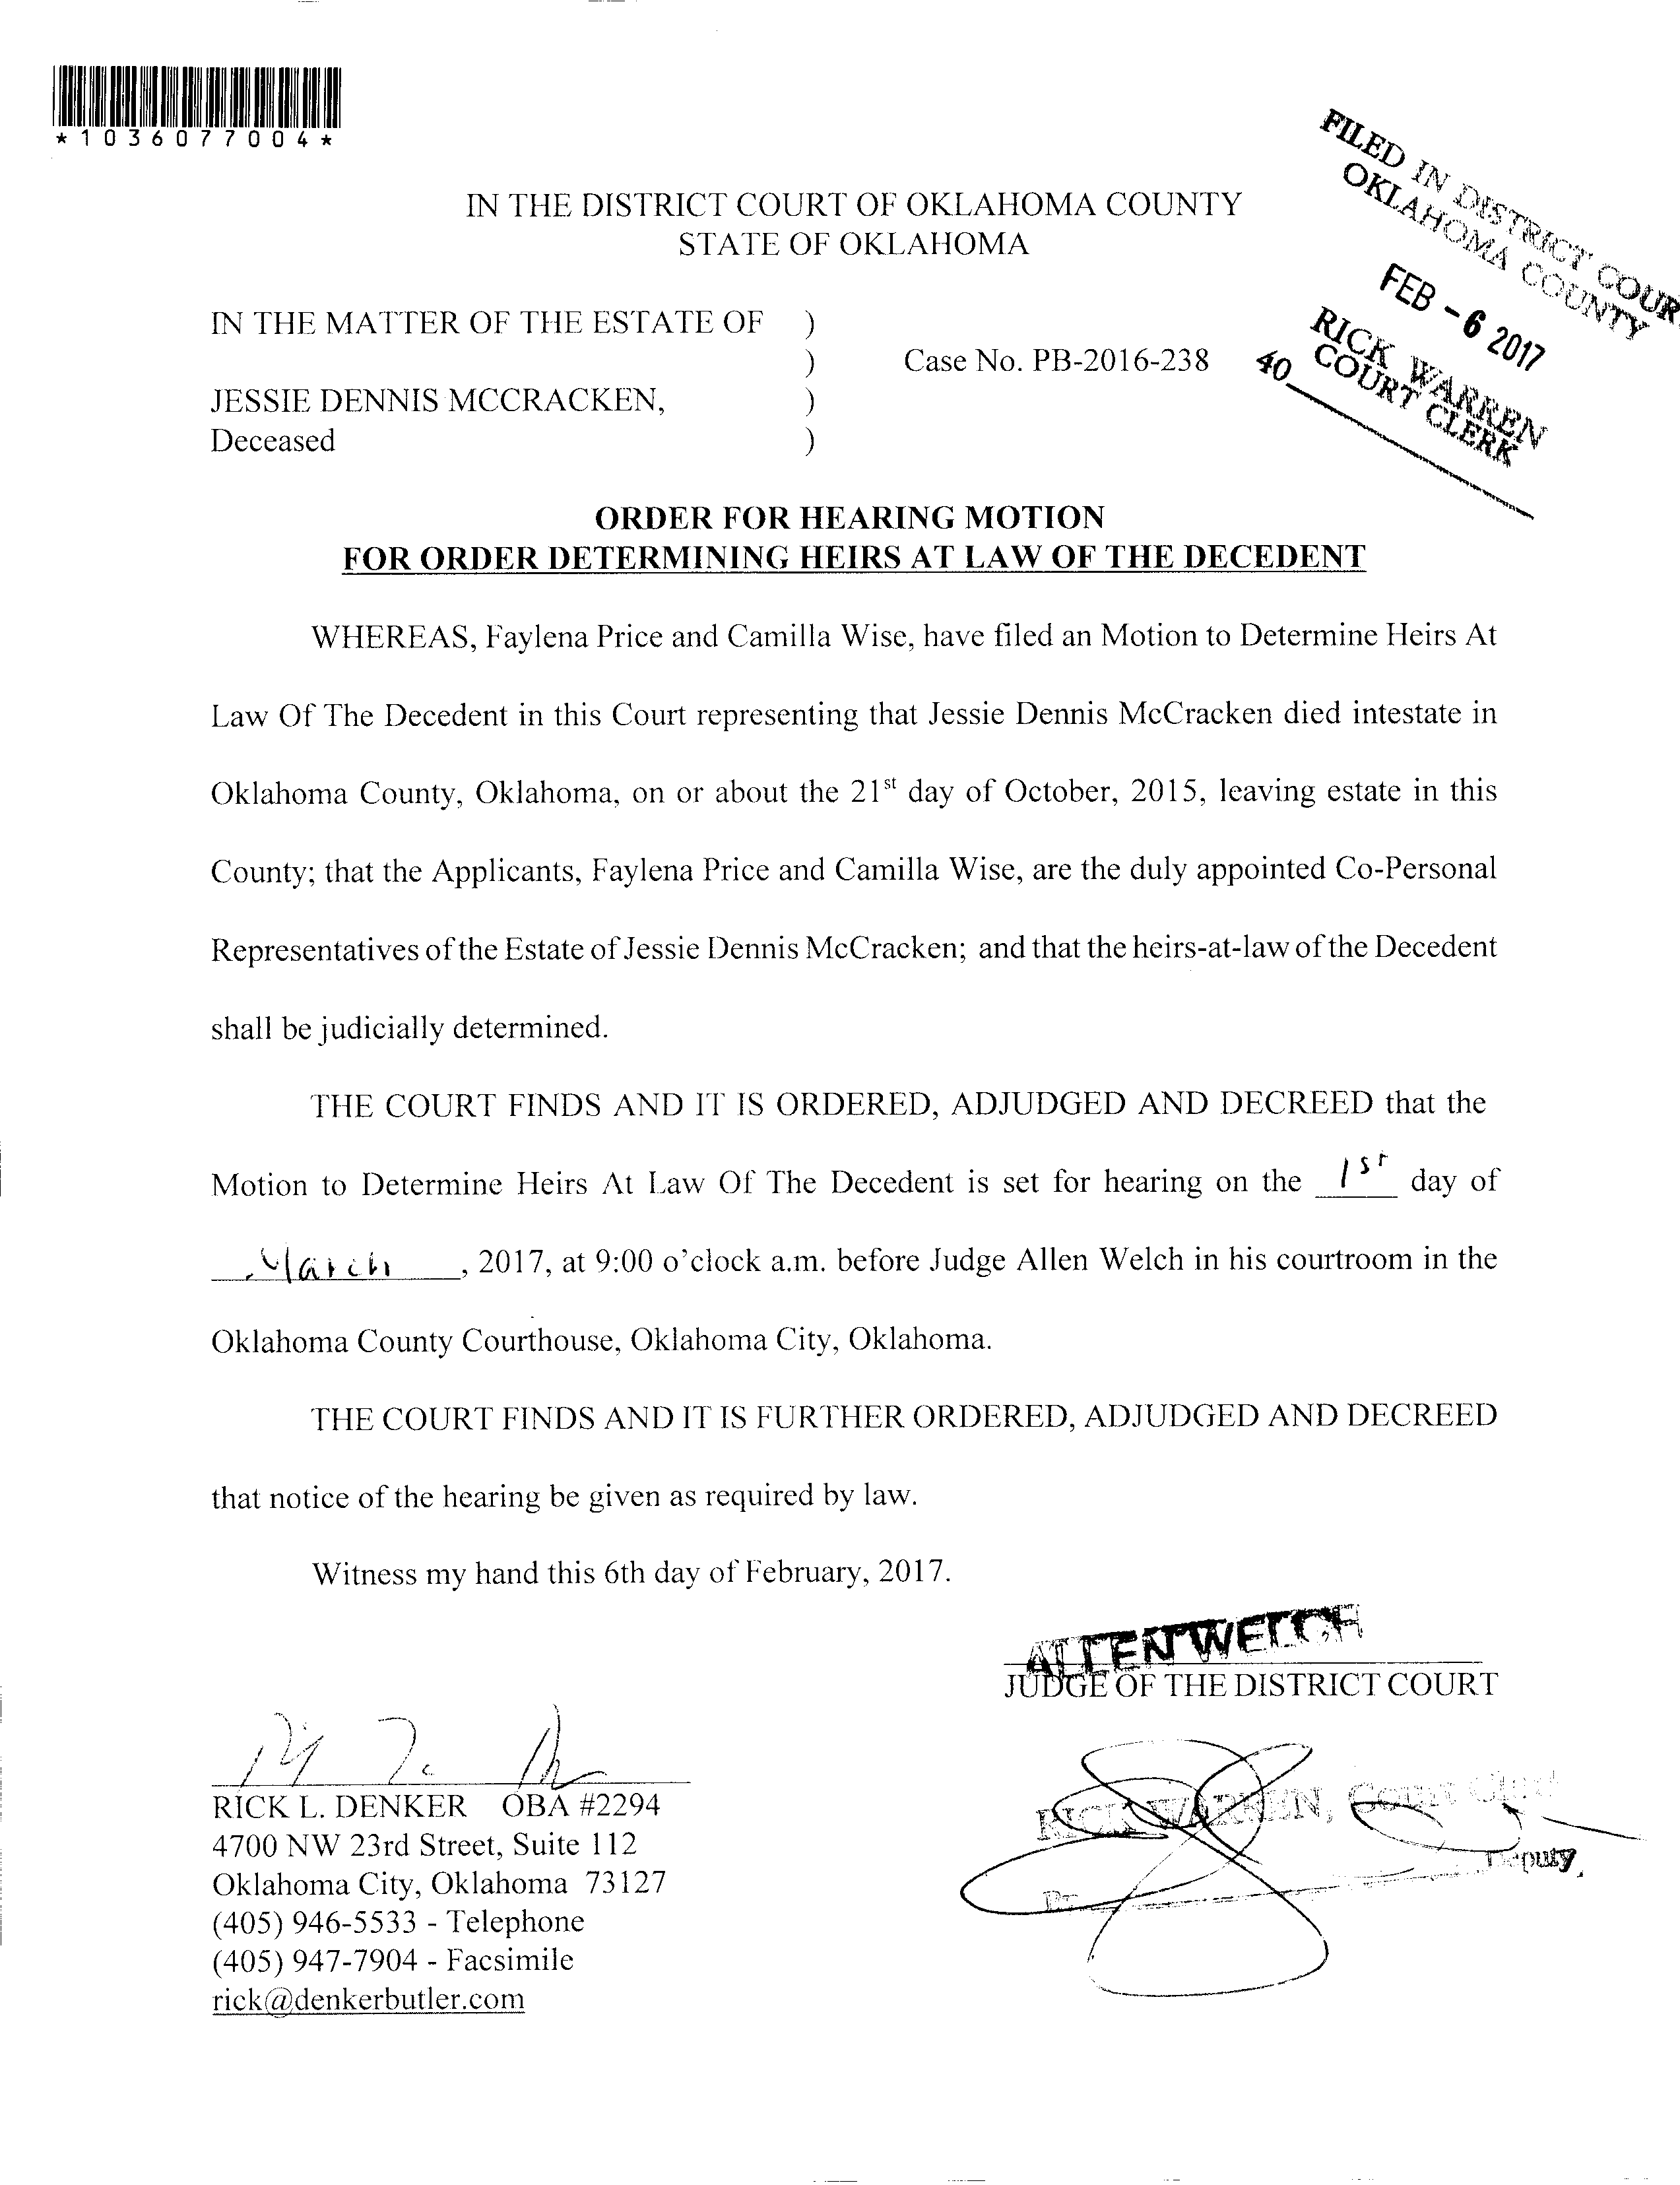 *1036077004*
FILED IN DISTRICT COUR
OKLAHOMA COUNTY
FEB - 6 2017
RICK WARREN
COURT CLERK
40
IN THE DISTRICT COURT OF OKLAHOMA COUNTY
STATE OF OKLAHOMA
IN THE MATTER OF THE ESTATE OF )
) Case No. PB-2016-238
JESSIE DENNIS MCCRACKEN, )
Deceased )
ORDER FOR HEARING MOTION
FOR ORDER DETERMINING HEIRS AT LAW OF THE DECEDENT
WHEREAS, Faylena Price and Camilla Wise, have filed an Motion to Determine Heirs At
Law Of The Decedent in this Court representing that Jessie Dennis McCracken died intestate in
Oklahoma County, Oklahoma, on or about the 21st day of October, 2015, leaving estate in this
County; that the Applicants, Faylena Price and Camilla Wise, are the duly appointed Co-Personal
Representatives of the Estate of Jessie Dennis McCracken; and that the heirs-at-law of the Decedent
shall be judicially determined.
THE COURT FINDS AND IT IS ORDERED, ADJUDGED AND DECREED that the
Motion to Determine Heirs At Law Of The Decedent is set for hearing on the 1st day of
March, 2017, at 9:00 o'clock a.m. before Judge Allen Welch in his courtroom in the
Oklahoma County Courthouse, Oklahoma City, Oklahoma.
THE COURT FINDS AND IT IS FURTHER ORDERED, ADJUDGED AND DECREED
that notice of the hearing be given as required by law.
Witness my hand this 6th day of February, 2017.
ALLEN WELCH
JUDGE OF THE DISTRICT COURT
RICK L. DENKER OBA #2294
4700 NW 23rd Street, Suite 112
Oklahoma City, Oklahoma 73127
(405) 946-5533 - Telephone
(405) 947-7904 - Facsimile
rick@denkerbutler.com
RICK WARREN, Court Clerk
Deputy